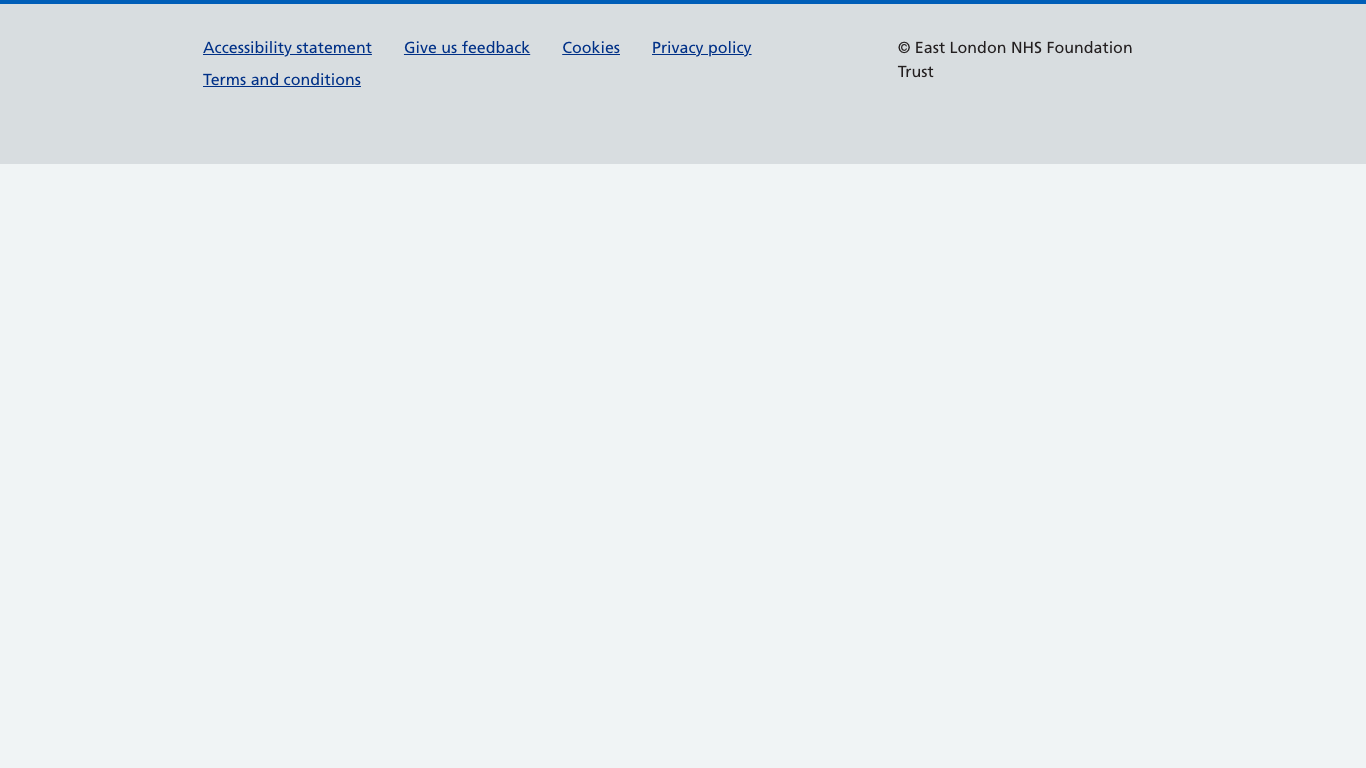 Accessibility statement Give us feedback Cookies Privacy policy
Terms and conditions
© East London NHS Foundation
Trust